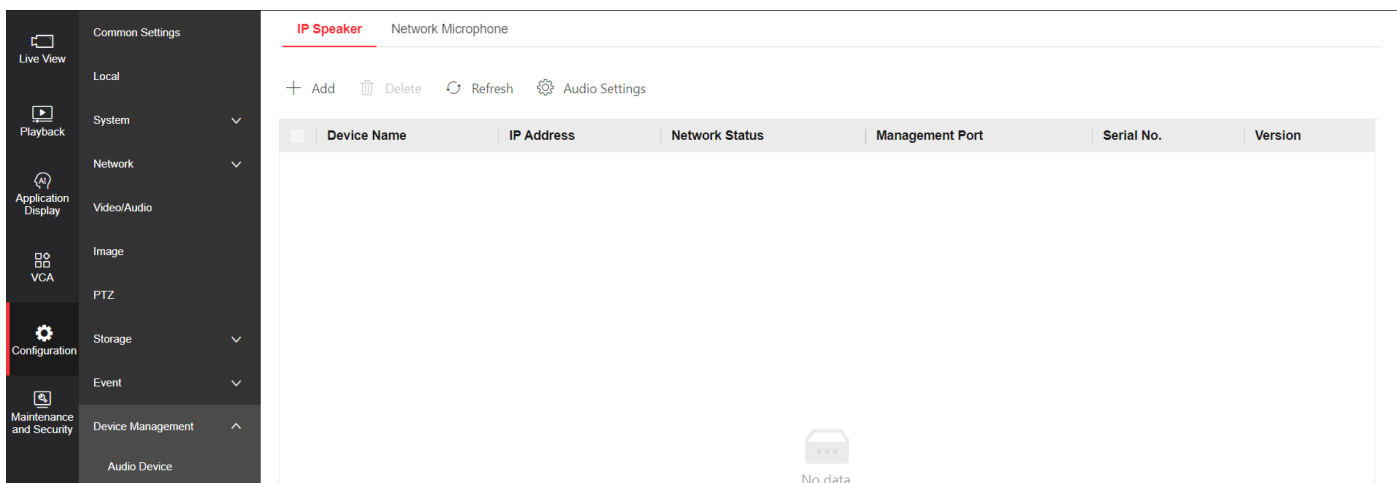 Live View
Playback
AI
Application
Display
VCA
Configuration
Maintenance
and Security
Common Settings
Local
System
Network
Video/Audio
Image
PTZ
Storage
Event
Device Management
Audio Device
IP Speaker Network Microphone
Add Delete Refresh Audio Settings
Device Name IP Address Network Status Management Port Serial No. Version
No data